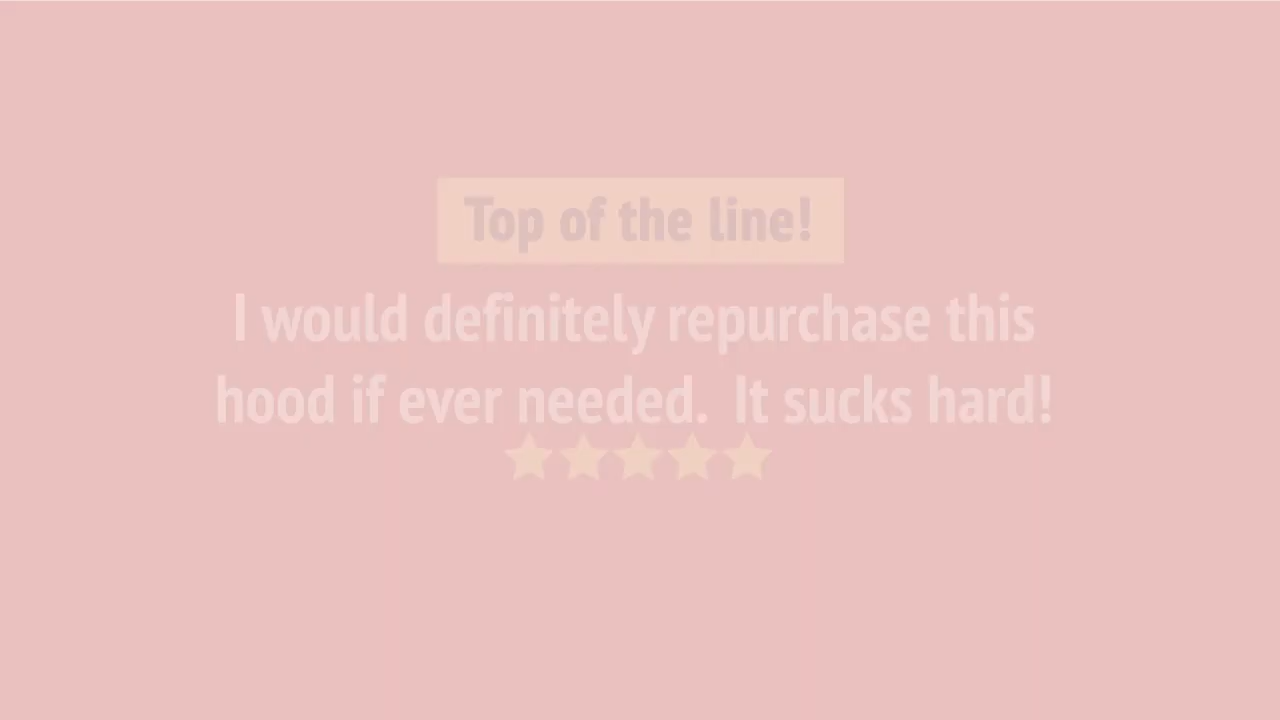 Top of the line!
I would definitely repurchase this
hood if ever needed.  It sucks hard!